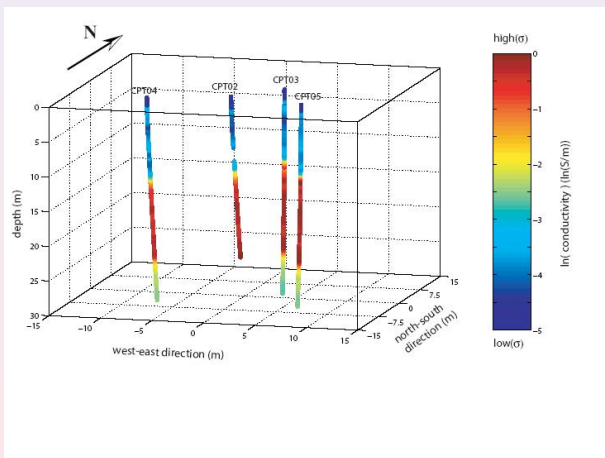 N
high(σ)
CPT04
CPT02
CPT03
CPT05
0
5
10
15
20
25
30
depth (m)
−15
−10
−5
0
5
10
15
west-east direction (m)
−15
−7.5
0
7.5
15
north-south
direction (m)
0
−1
−2
−3
−4
−5
ln( conductivity ) (ln(S/m))
low(σ)